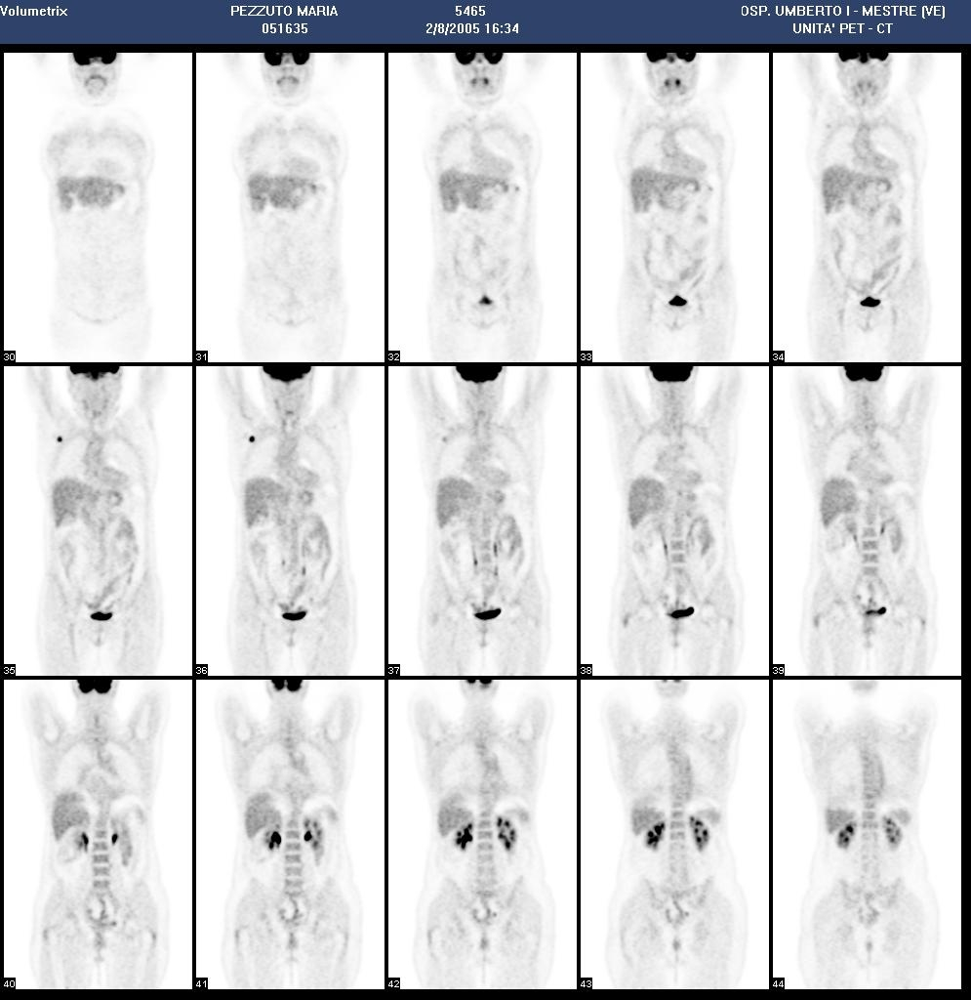 Volumetrix PEZZUTO MARIA 5465 OSP. UMBERTO I - MESTRE (VE)
051635 2/8/2005 16:34 UNITA' PET - CT
30 31 32 33 34
35 36 37 38 39
40 41 42 43 44